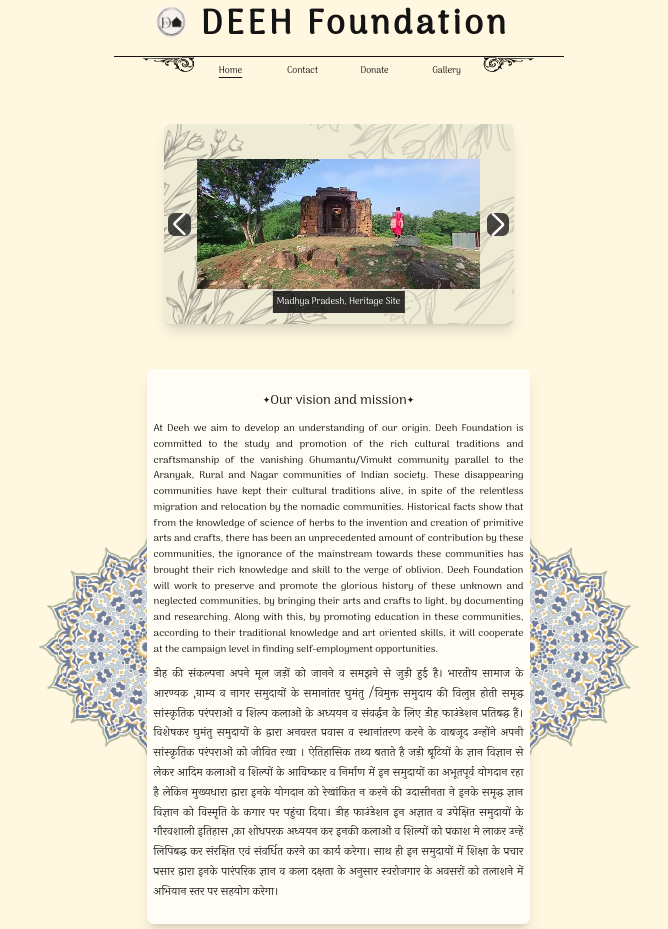 DEEH Foundation
Home Contact Donate Gallery
Madhya Pradesh, Heritage Site
✦Our vision and mission✦
At Deeh we aim to develop an understanding of our origin. Deeh Foundation is
committed to the study and promotion of the rich cultural traditions and
craftsmanship of the vanishing Ghumantu/Vimukt community parallel to the
Aranyak, Rural and Nagar communities of Indian society. These disappearing
communities have kept their cultural traditions alive, in spite of the relentless
migration and relocation by the nomadic communities. Historical facts show that
from the knowledge of science of herbs to the invention and creation of primitive
arts and crafts, there has been an unprecedented amount of contribution by these
communities, the ignorance of the mainstream towards these communities has
brought their rich knowledge and skill to the verge of oblivion. Deeh Foundation
will work to preserve and promote the glorious history of these unknown and
neglected communities, by bringing their arts and crafts to light, by documenting
and researching. Along with this, by promoting education in these communities,
according to their traditional knowledge and art oriented skills, it will cooperate
at the campaign level in finding self-employment opportunities.
डीह की संकल्पना अपने मूल जड़ों को जानने व समझने से जुड़ी हुई है। भारतीय सामाज के
आरण्यक ,ग्राम्य व नागर समुदायों के समानांतर घुमंतु /विमुक्त समुदाय की विलुप्त होती समृद्ध
सांस्कृतिक परंपराओं व शिल्प कलाओं के अध्ययन व संवर्द्धन के लिए डीह फाउंडेशन प्रतिबद्ध हैं।
विशेषकर घुमंतु समुदायों के द्वारा अनवरत प्रवास व स्थानांतरण करने के वाबजूद उन्होंने अपनी
सांस्कृतिक परंपराओं को जीवित रखा । ऐतिहासिक तथ्य बताते है जड़ी बूटियों के ज्ञान विज्ञान से
लेकर आदिम कलाओं व शिल्पों के आविष्कार व निर्माण में इन समुदायों का अभूतपूर्व योगदान रहा
है लेकिन मुख्यधारा द्वारा इनके योगदान को रेखांकित न करने की उदासीनता ने इनके समृद्ध ज्ञान
विज्ञान को विस्मृति के कगार पर पहुंचा दिया। डीह फाउंडेशन इन अज्ञात व उपेक्षित समुदायों के
गौरवशाली इतिहास ,का शोधपरक अध्ययन कर इनकी कलाओं व शिल्पों को प्रकाश मे लाकर उन्हें
लिपिबद्ध कर संरक्षित एवं संवर्धित करने का कार्य करेगा। साथ ही इन समुदायों में शिक्षा के प्रचार
प्रसार द्वारा इनके पारंपरिक ज्ञान व कला दक्षता के अनुसार स्वरोजगार के अवसरों को तलाशने में
अभियान स्तर पर सहयोग करेगा।